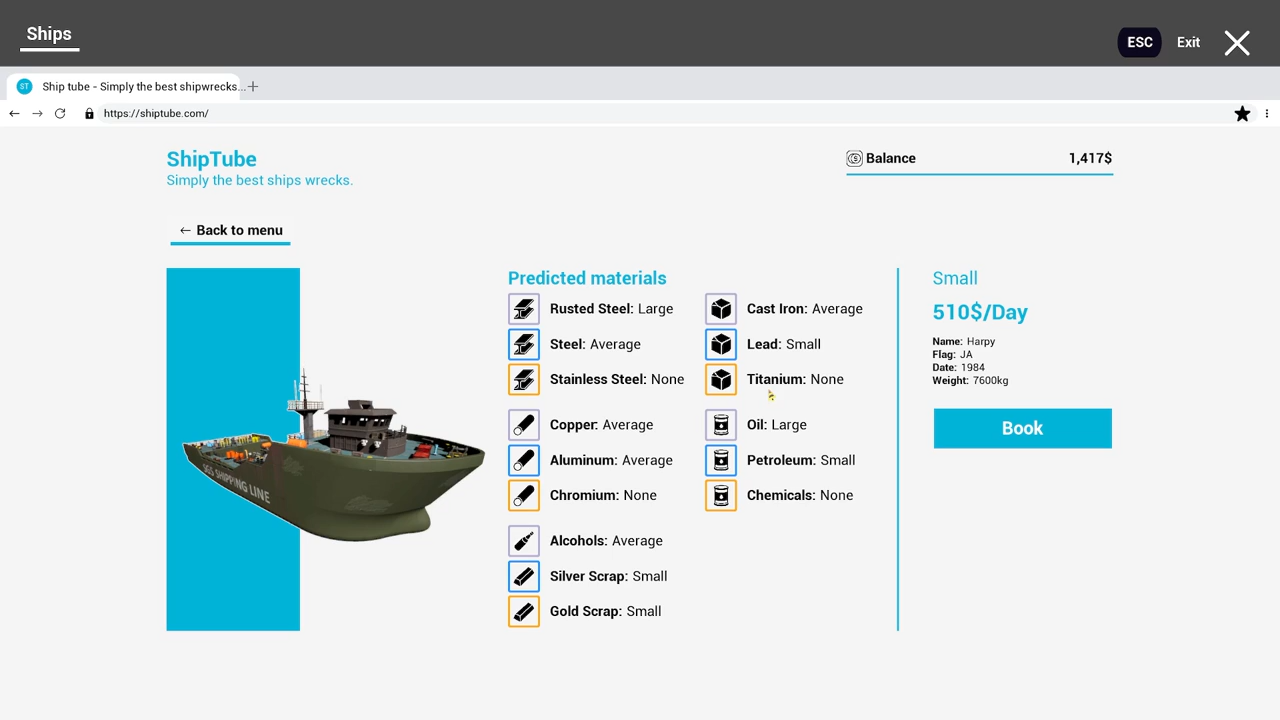 Ships
ESC Exit
ST Ship tube - Simply the best shipwrecks...
https://shiptube.com/
ShipTube
Simply the best ships wrecks.
Balance 1,417$
← Back to menu
Predicted materials
Rusted Steel: Large
Steel: Average
Stainless Steel: None
Copper: Average
Aluminum: Average
Chromium: None
Alcohols: Average
Silver Scrap: Small
Gold Scrap: Small
Cast Iron: Average
Lead: Small
Titanium: None
Oil: Large
Petroleum: Small
Chemicals: None
Small
510$/Day
Name: Harpy
Flag: JA
Date: 1984
Weight: 7600kg
Book
SHIPPING LINE